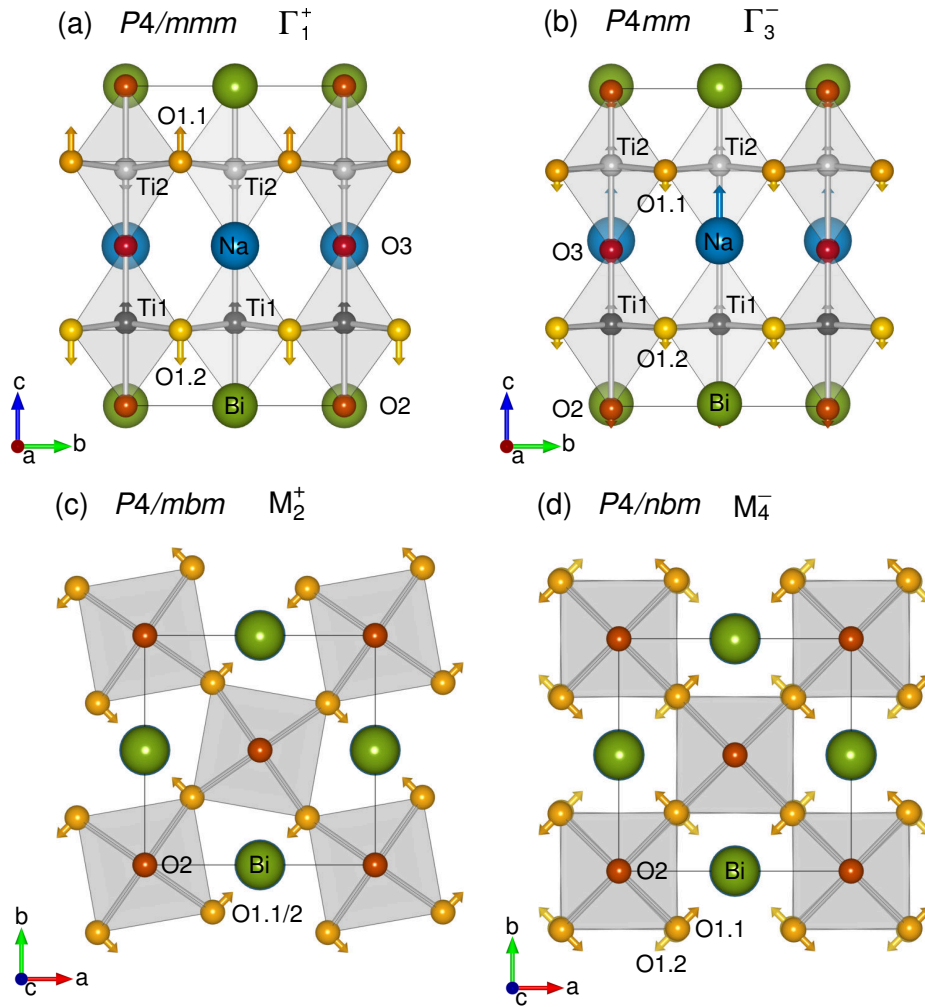 (a) P4/mmm Γ₁⁺
O1.1
Ti2 Ti2
Na O3
Ti1 Ti1
O1.2
Bi O2
c
a b
(b) P4mm Γ₃⁻
Ti2 Ti2
O1.1
Na
O3
Ti1 Ti1
O1.2
O2 Bi
c
a b
(c) P4/mbm M₂⁺
O2 Bi
O1.1/2
b
c a
(d) P4/nbm M₄⁻
O2 Bi
O1.1
O1.2
b
c a